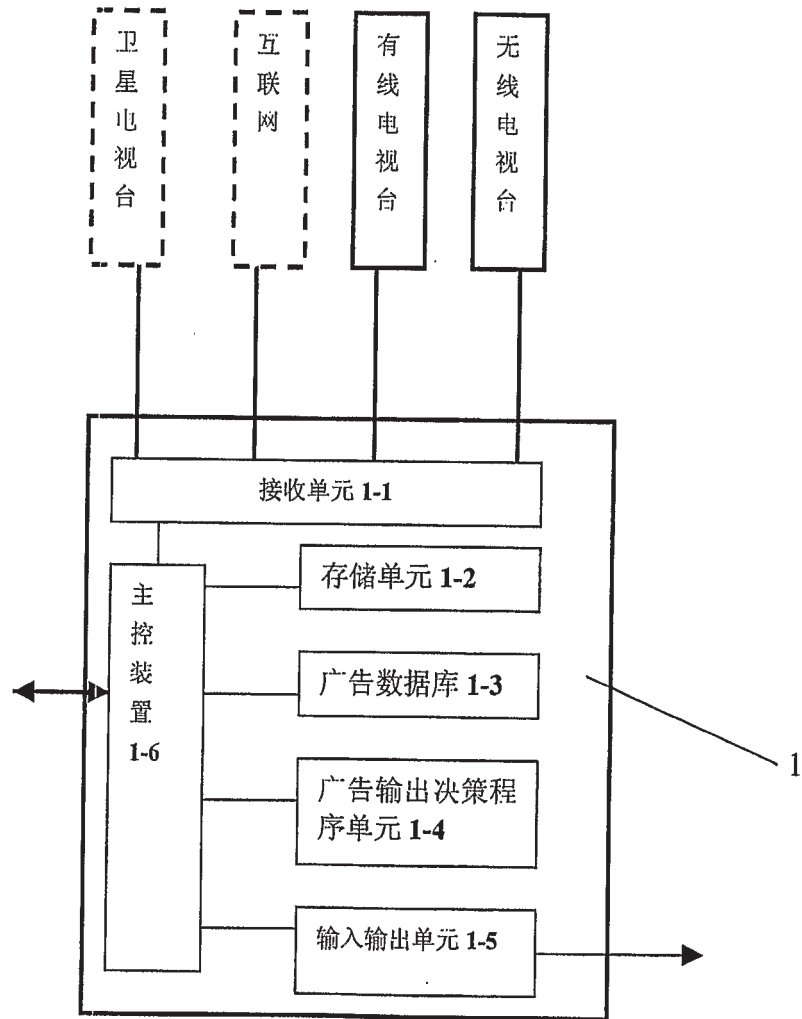 卫星电视台
互联网
有线电视台
无线电视台
接收单元 1-1
主控装置
1-6
存储单元 1-2
广告数据库 1-3
广告输出决策程
序单元 1-4
输入输出单元 1-5
1